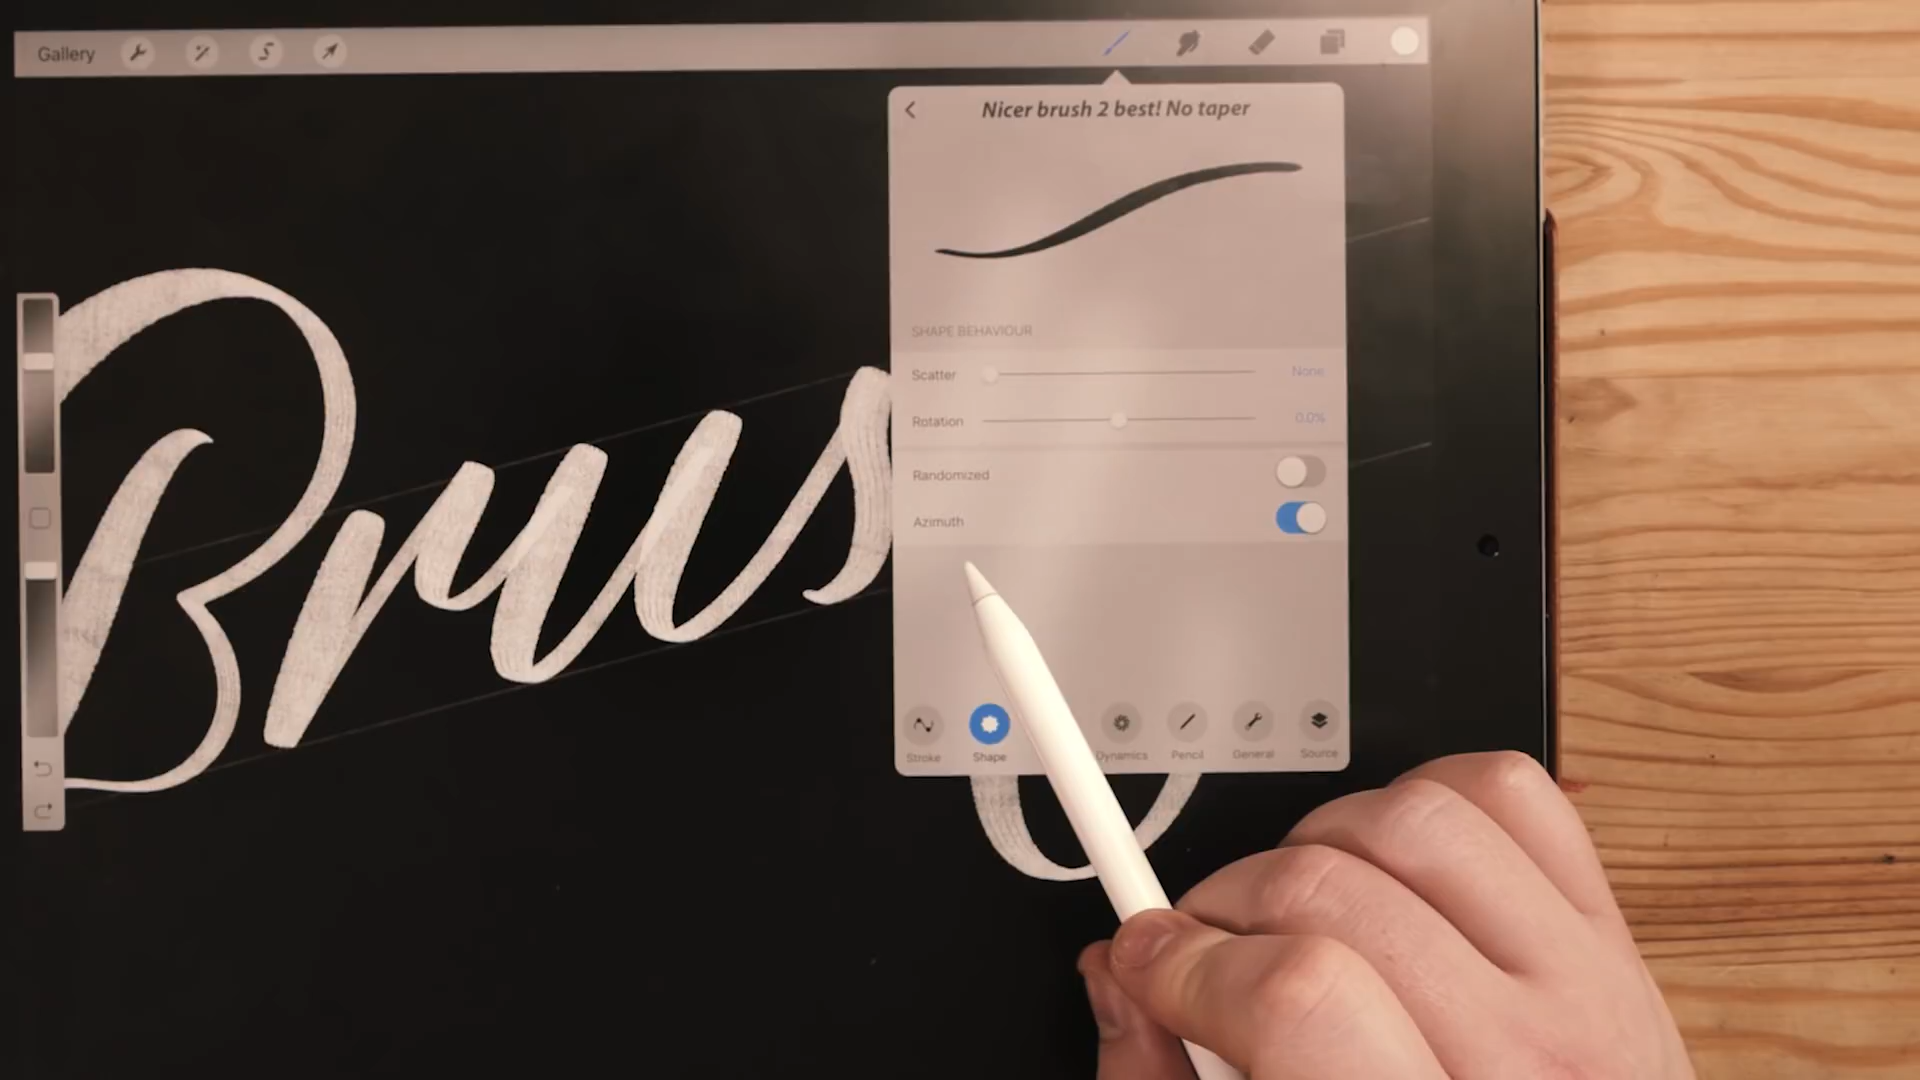 Gallery
Nicer brush 2 best! No taper
SHAPE BEHAVIOUR
Scatter None
Rotation 0.0%
Randomized
Azimuth
Brus
Stroke Shape Dynamics Pencil General Source